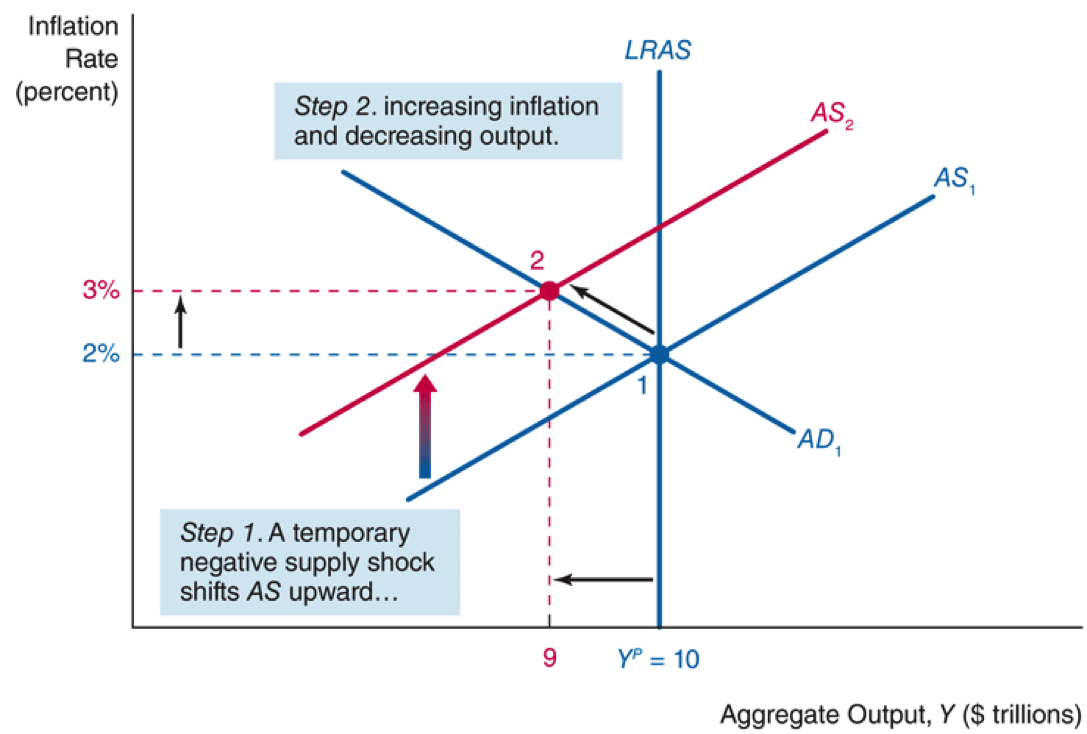 Inflation
Rate
(percent)
LRAS
Step 2. increasing inflation
and decreasing output.
AS₂
AS₁
2
3%
2%
1
AD₁
Step 1. A temporary
negative supply shock
shifts AS upward…
9
Yᴾ = 10
Aggregate Output, Y ($ trillions)